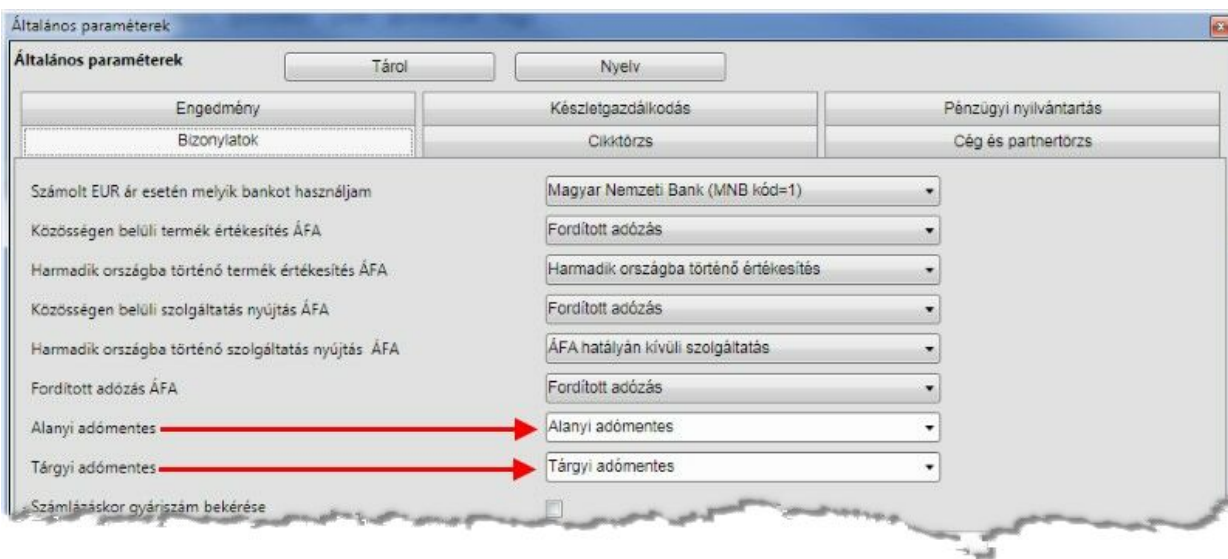 Általános paraméterek
Általános paraméterek Tárol Nyelv
Engedmény Készletgazdálkodás Pénzügyi nyilvántartás
Bizonylatok Cikktörzs Cég és partnertörzs
Számolt EUR ár esetén melyik bankot használjam Magyar Nemzeti Bank (MNB kód=1)
Közösségen belüli termék értékesítés ÁFA Fordított adózás
Harmadik országba történő termék értékesítés ÁFA Harmadik országba történő értékesítés
Közösségen belüli szolgáltatás nyújtás ÁFA Fordított adózás
Harmadik országba történő szolgáltatás nyújtás ÁFA ÁFA hatályán kívüli szolgáltatás
Fordított adózás ÁFA Fordított adózás
Alanyi adómentes Alanyi adómentes
Tárgyi adómentes Tárgyi adómentes
Számlázáskor gyáriszám bekérése